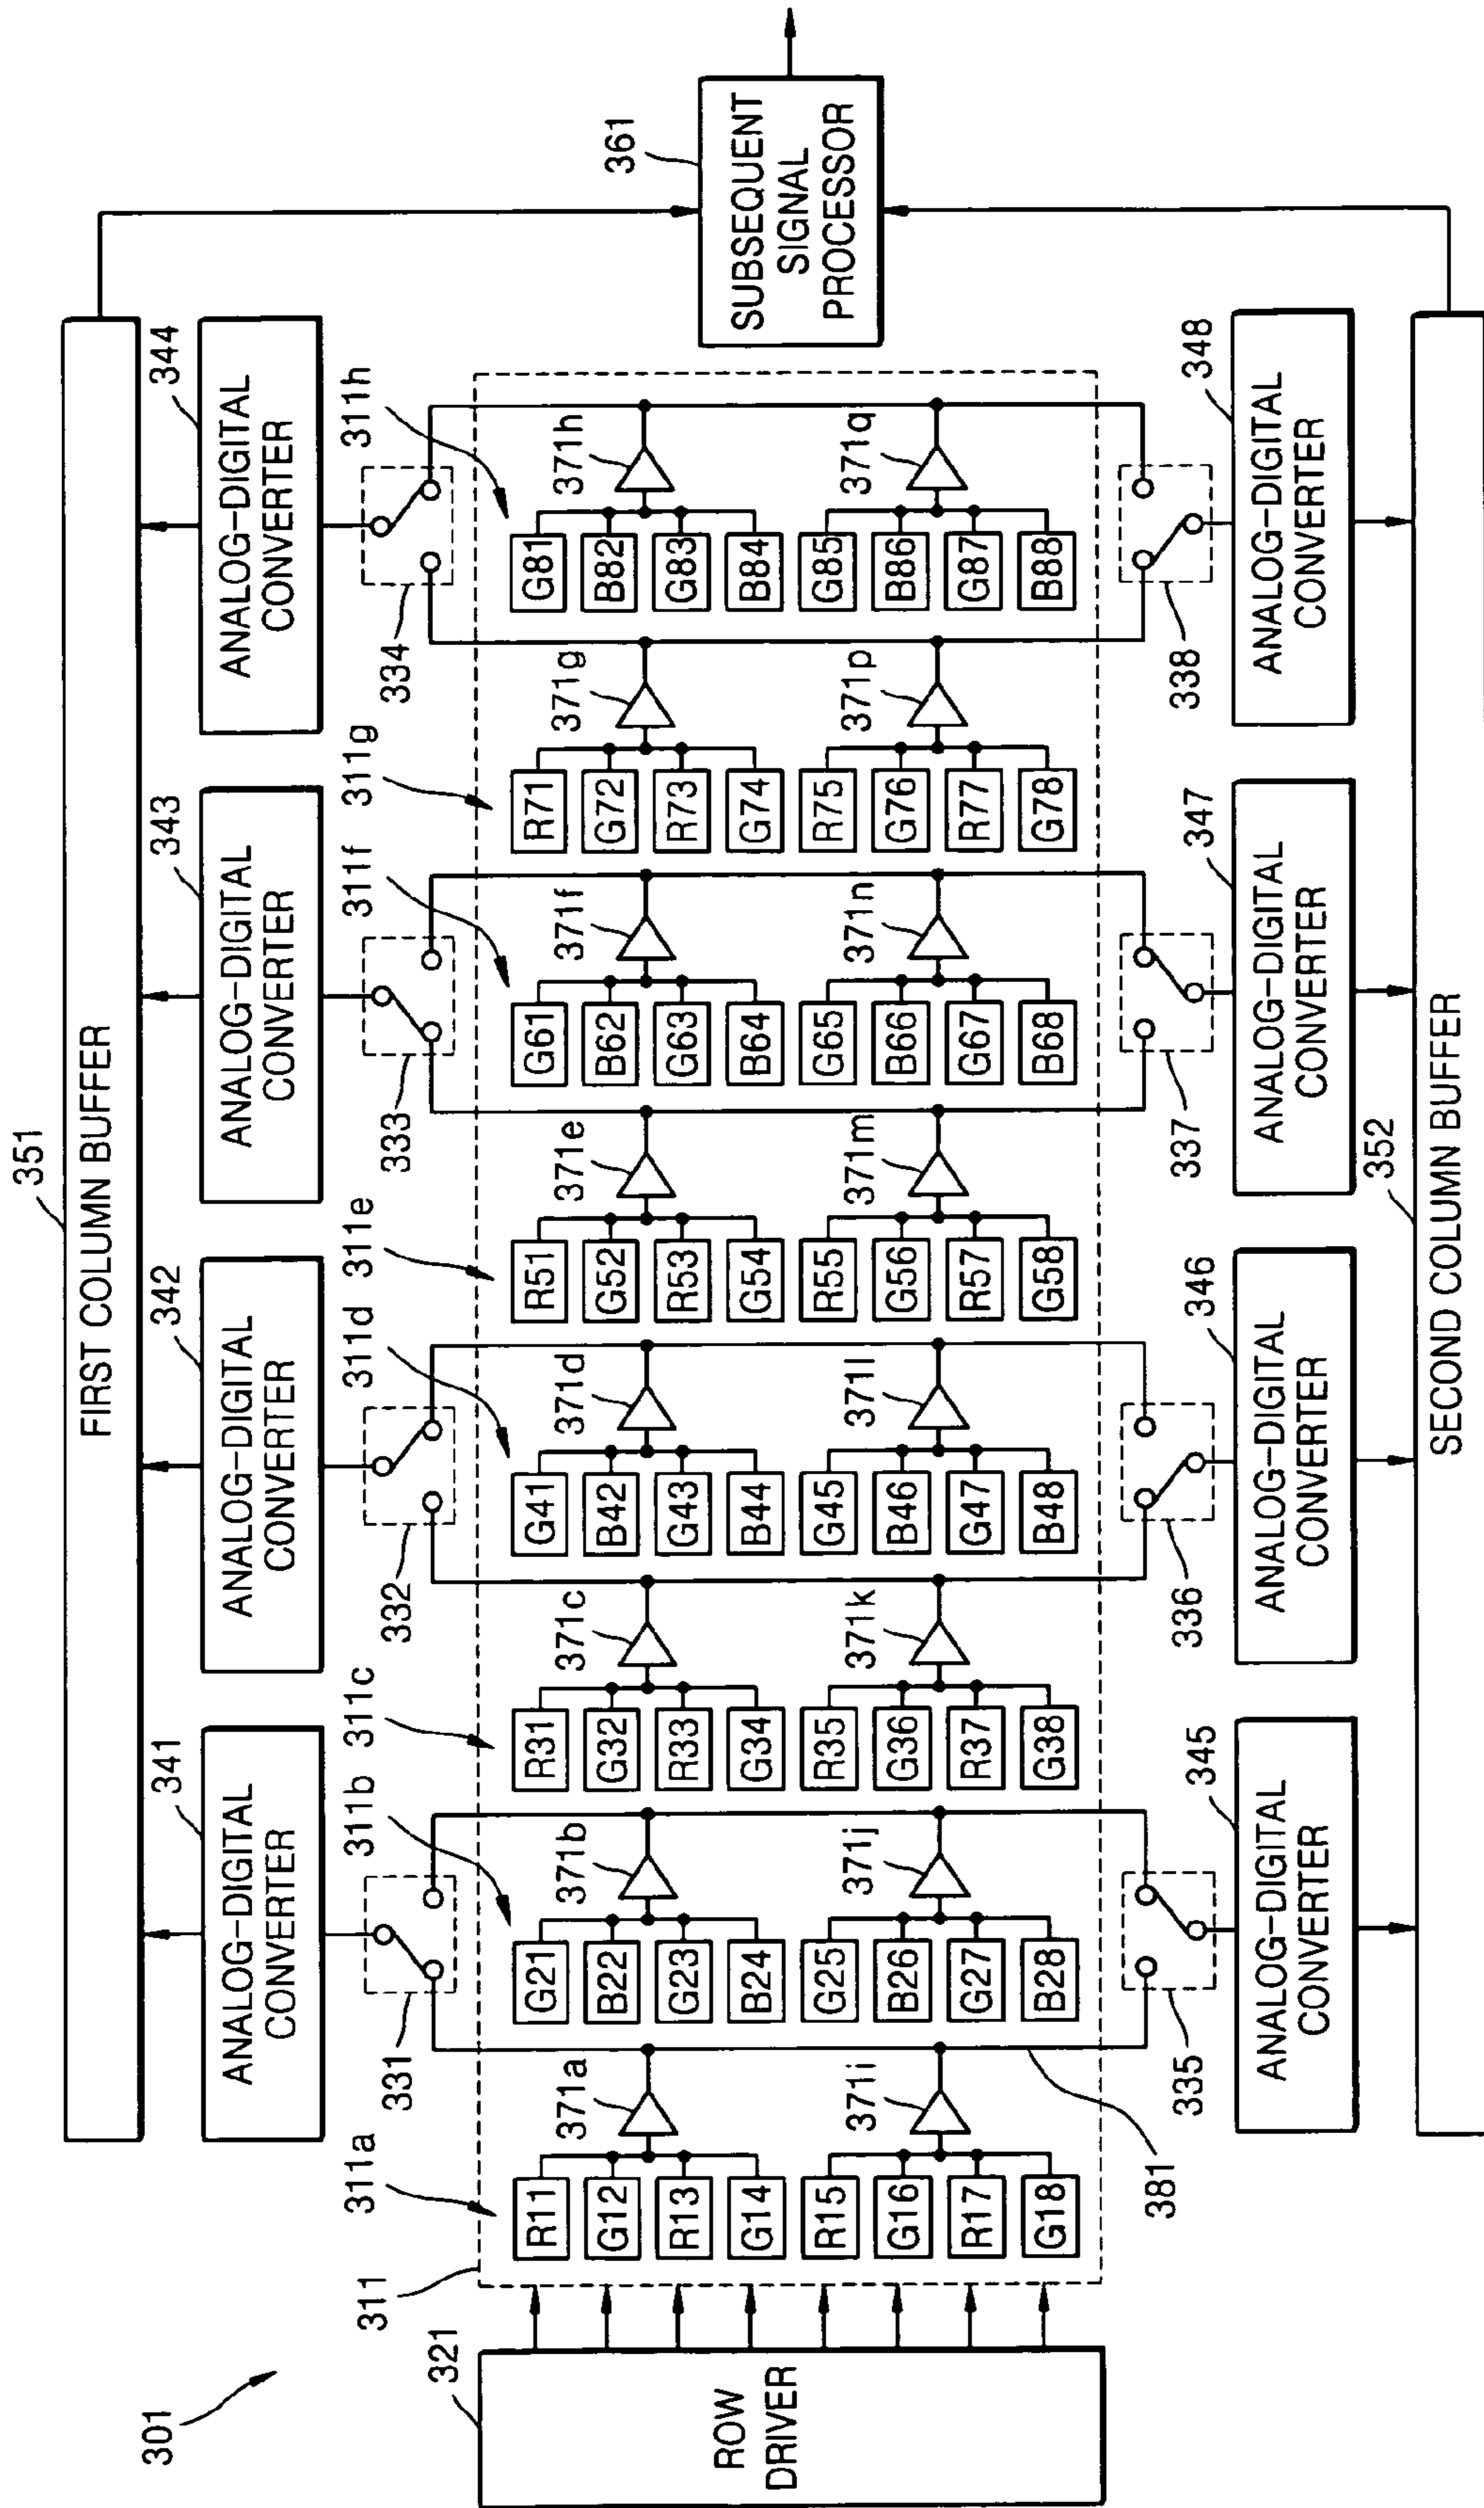 301
351
FIRST COLUMN BUFFER
341
342
343
344
ANALOG-DIGITAL
CONVERTER
ANALOG-DIGITAL
CONVERTER
ANALOG-DIGITAL
CONVERTER
ANALOG-DIGITAL
CONVERTER
331
332
333
334
311
311a
311b
311c
311d
311e
311f
311g
311h
321
ROW
DRIVER
R11 G21 R31 G41 R51 G61 R71 G81
G12 B22 G32 B42 G52 B62 G72 B82
R13 G23 R33 G43 R53 G63 R73 G83
G14 B24 G34 B44 G54 B64 G74 B84
371a 371b 371c 371d 371e 371f 371g 371h
R15 G25 R35 G45 R55 G65 R75 G85
G16 B26 G36 B46 G56 B66 G76 B86
R17 G27 R37 G47 R57 G67 R77 G87
G18 B28 G38 B48 G58 B68 G78 B88
371i 371j 371k 371l 371m 371n 371p 371q
381
335
336
337
338
345
346
347
348
ANALOG-DIGITAL
CONVERTER
ANALOG-DIGITAL
CONVERTER
ANALOG-DIGITAL
CONVERTER
ANALOG-DIGITAL
CONVERTER
352
SECOND COLUMN BUFFER
361
SUBSEQUENT
SIGNAL
PROCESSOR